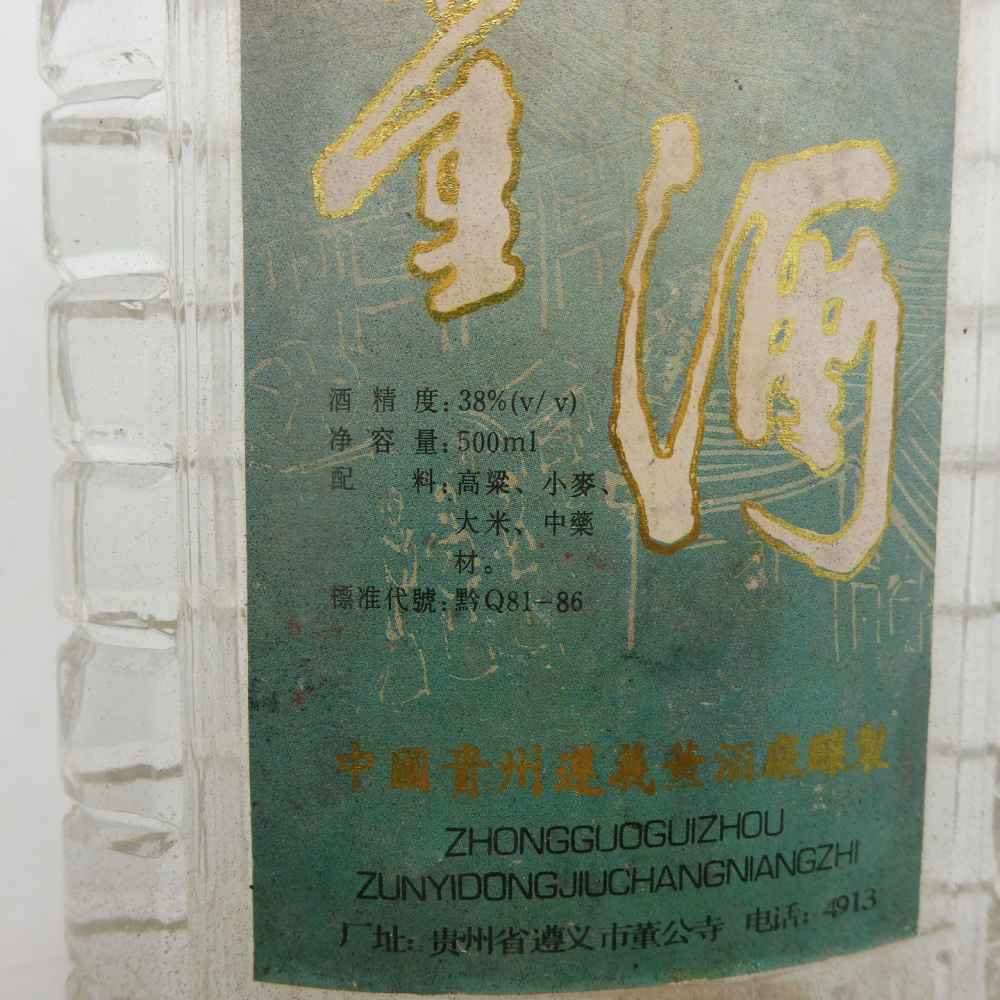 董酒
酒精度:38%(v/v)
净容量:500ml
配料:高粱、小麥、
大米、中藥
材。
標准代號:黔Q81-86
中國貴州遵義董酒廠釀製
ZHONGGUOGUIZHOU
ZUNYIDONGJIUCHANGNIANGZHI
厂址:贵州省遵义市董公寺 电话:4913